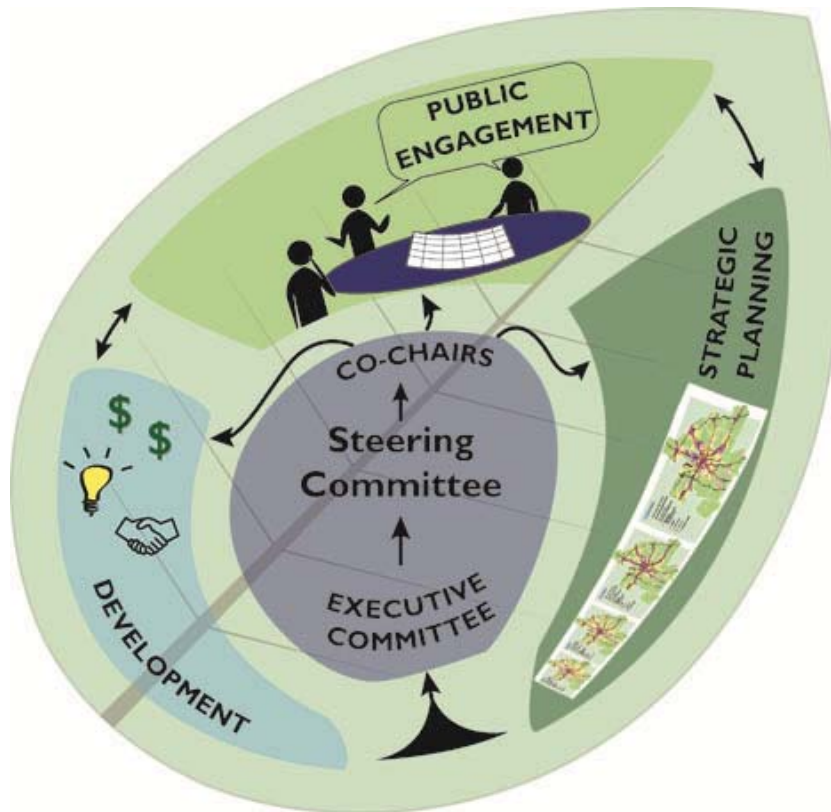 PUBLIC
ENGAGEMENT
STRATEGIC
PLANNING
CO-CHAIRS
Steering
Committee
EXECUTIVE
COMMITTEE
$ $
DEVELOPMENT